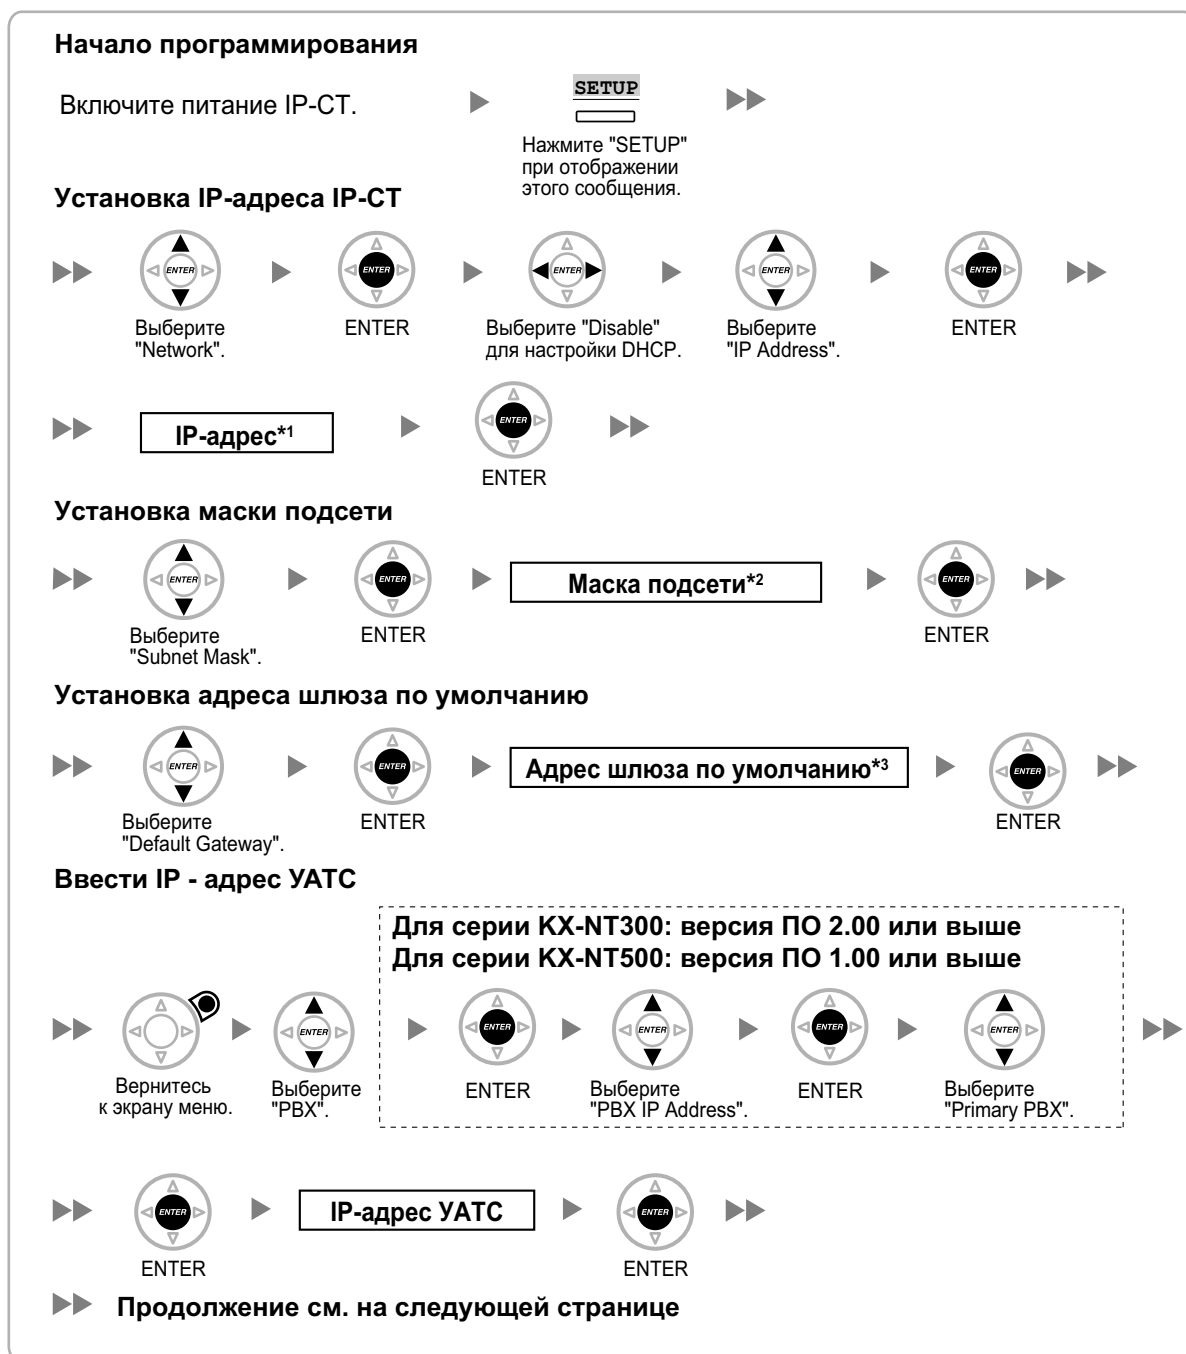 Начало программирования
Включите питание IP-СТ.
SETUP
Нажмите "SETUP"
при отображении
этого сообщения.
Установка IP-адреса IP-СТ
ENTER
ENTER
ENTER
ENTER
ENTER
Выберите
"Network".
ENTER
Выберите "Disable"
для настройки DHCP.
Выберите
"IP Address".
ENTER
IP-адрес*1
ENTER
ENTER
Установка маски подсети
ENTER
Выберите
"Subnet Mask".
ENTER
ENTER
Маска подсети*2
ENTER
ENTER
Установка адреса шлюза по умолчанию
ENTER
Выберите
"Default Gateway".
ENTER
ENTER
Адрес шлюза по умолчанию*3
ENTER
ENTER
Ввести IP - адрес УАТС
Для серии KX-NT300: версия ПО 2.00 или выше
Для серии KX-NT500: версия ПО 1.00 или выше
Вернитесь
к экрану меню.
ENTER
Выберите
"PBX".
ENTER
ENTER
ENTER
Выберите
"PBX IP Address".
ENTER
ENTER
ENTER
Выберите
"Primary PBX".
ENTER
ENTER
IP-адрес УАТС
ENTER
ENTER
Продолжение см. на следующей странице